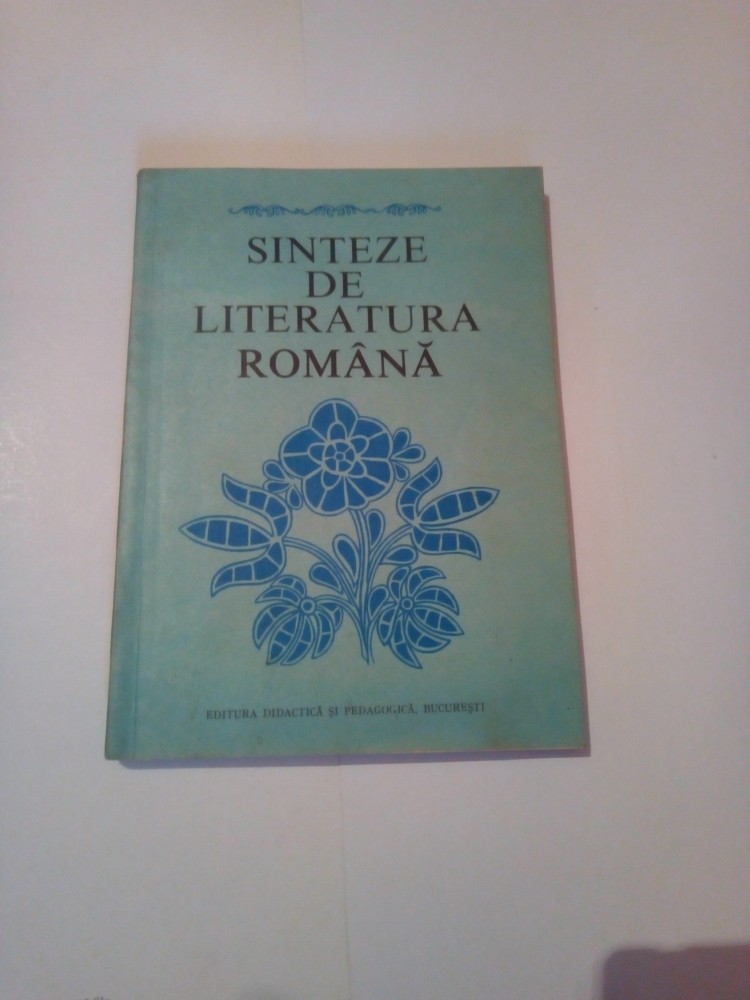 SINTEZE
DE
LITERATURA
ROMÂNĂ
EDITURA DIDACTICĂ ȘI PEDAGOGICĂ, BUCUREȘTI